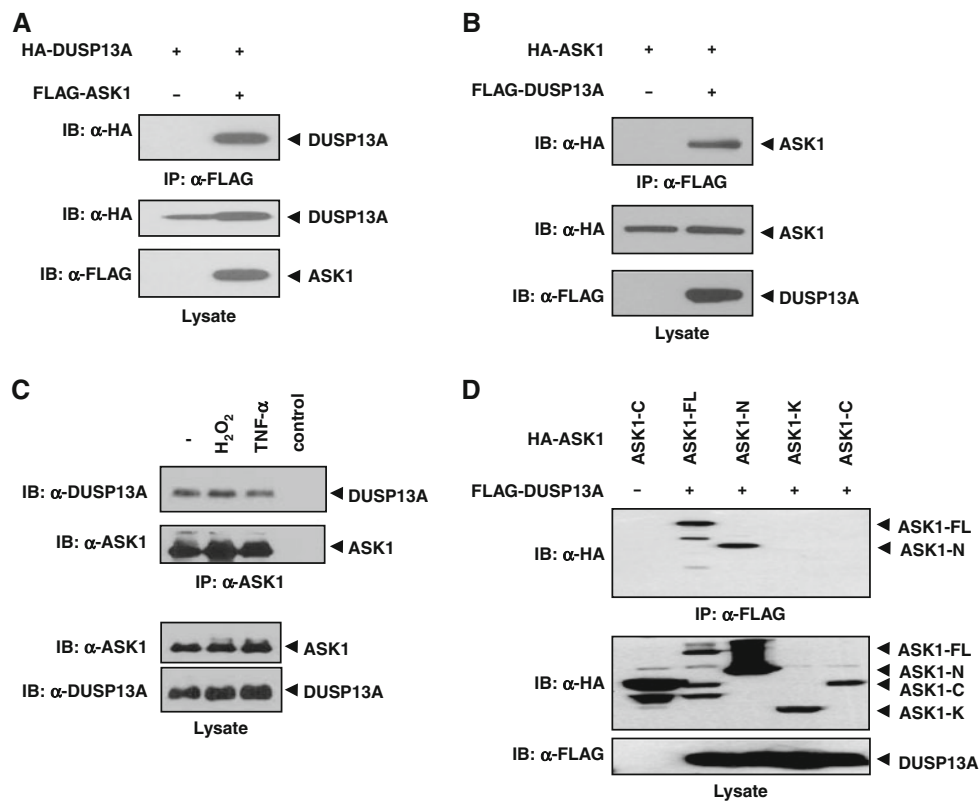 A
HA-DUSP13A + +
FLAG-ASK1 – +
IB: α-HA ◄ DUSP13A
IP: α-FLAG
IB: α-HA ◄ DUSP13A
IB: α-FLAG ◄ ASK1
Lysate
B
HA-ASK1 + +
FLAG-DUSP13A – +
IB: α-HA ◄ ASK1
IP: α-FLAG
IB: α-HA ◄ ASK1
IB: α-FLAG ◄ DUSP13A
Lysate
C
- H₂O₂ TNF-α control
IB: α-DUSP13A ◄ DUSP13A
IB: α-ASK1 ◄ ASK1
IP: α-ASK1
IB: α-ASK1 ◄ ASK1
IB: α-DUSP13A ◄ DUSP13A
Lysate
D
HA-ASK1 ASK1-C ASK1-FL ASK1-N ASK1-K ASK1-C
FLAG-DUSP13A – + + + +
IB: α-HA ◄ ASK1-FL
◄ ASK1-N
IP: α-FLAG
IB: α-HA ◄ ASK1-FL
◄ ASK1-N
◄ ASK1-C
◄ ASK1-K
IB: α-FLAG ◄ DUSP13A
Lysate